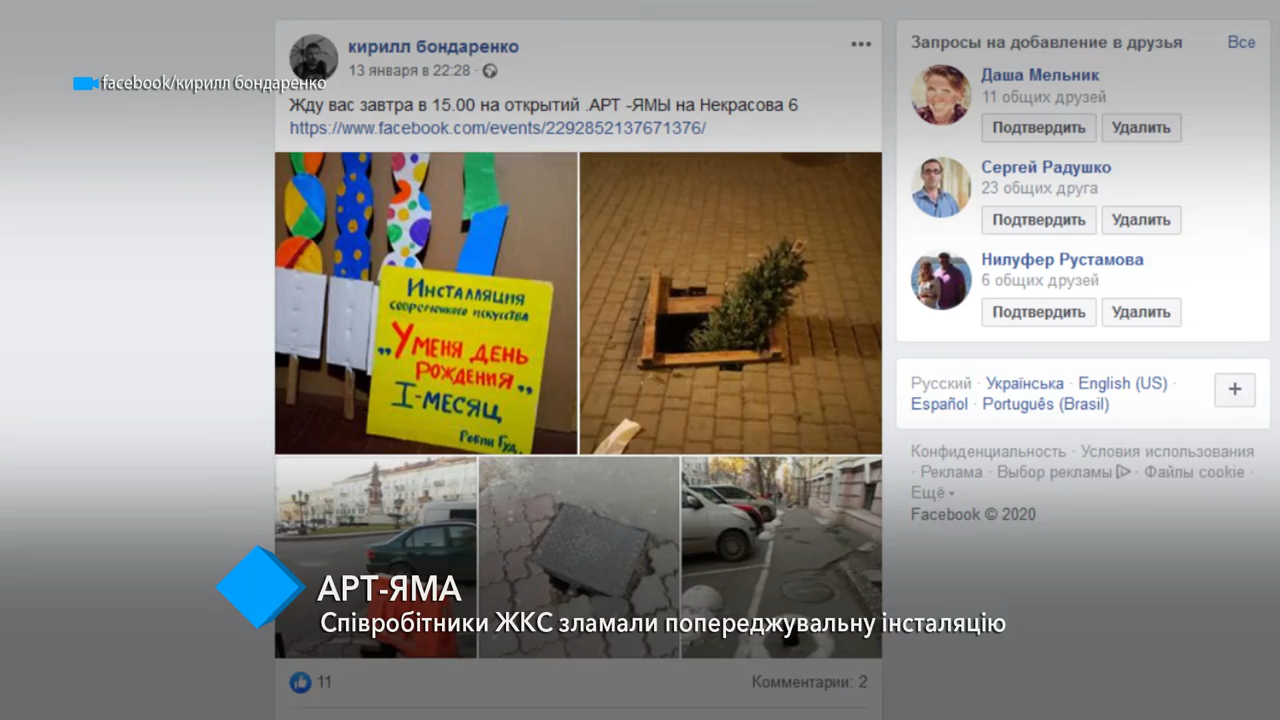 facebook/кирилл бондаренко
кирилл бондаренко
13 января в 22:28
Жду вас завтра в 15.00 на открытий .АРТ -ЯМЫ на Некрасова 6
https://www.facebook.com/events/2292852137671376/
Инсталляция
современного искусства
„У меня день
рождения”
I-месяц
Робин Гуд.
АРТ-ЯМА
Співробітники ЖКС зламали попереджувальну інсталяцію
11
Комментарии: 2
Запросы на добавление в друзья Все
Даша Мельник
11 общих друзей
Подтвердить Удалить
Сергей Радушко
23 общих друга
Подтвердить Удалить
Нилуфер Рустамова
6 общих друзей
Подтвердить Удалить
Русский · Українська · English (US) ·
Español · Português (Brasil)
+
Конфиденциальность · Условия использования
· Реклама · Выбор рекламы · Файлы cookie ·
Ещё
Facebook © 2020